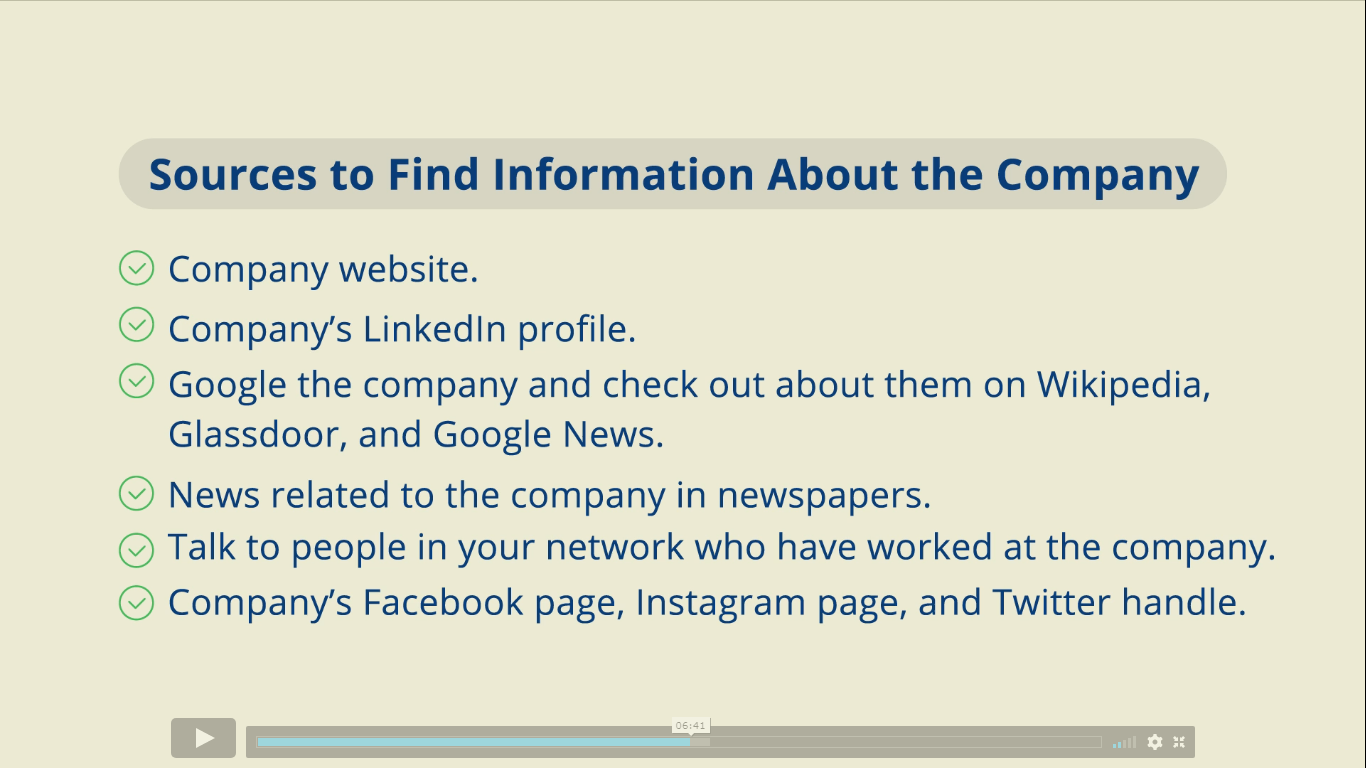 Sources to Find Information About the Company
Company website.
Company’s LinkedIn profile.
Google the company and check out about them on Wikipedia,
Glassdoor, and Google News.
News related to the company in newspapers.
Talk to people in your network who have worked at the company.
Company’s Facebook page, Instagram page, and Twitter handle.
06:41